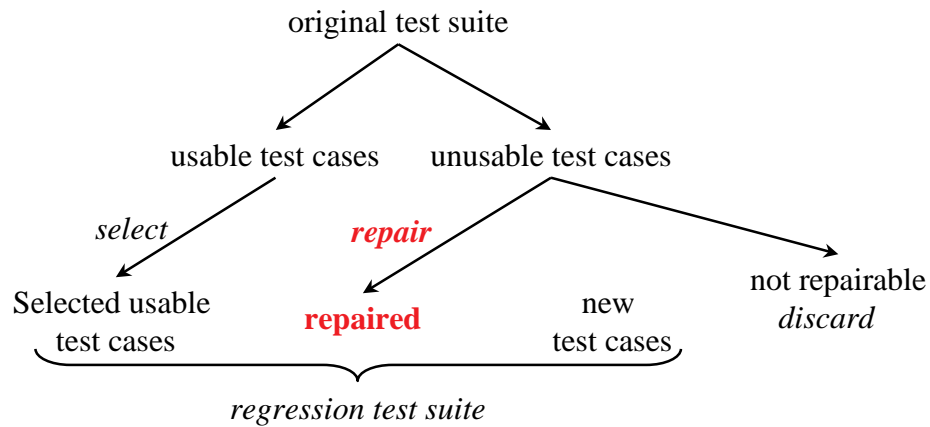 original test suite
usable test cases
unusable test cases
select
repair
Selected usable
test cases
repaired
new
test cases
not repairable
discard
regression test suite